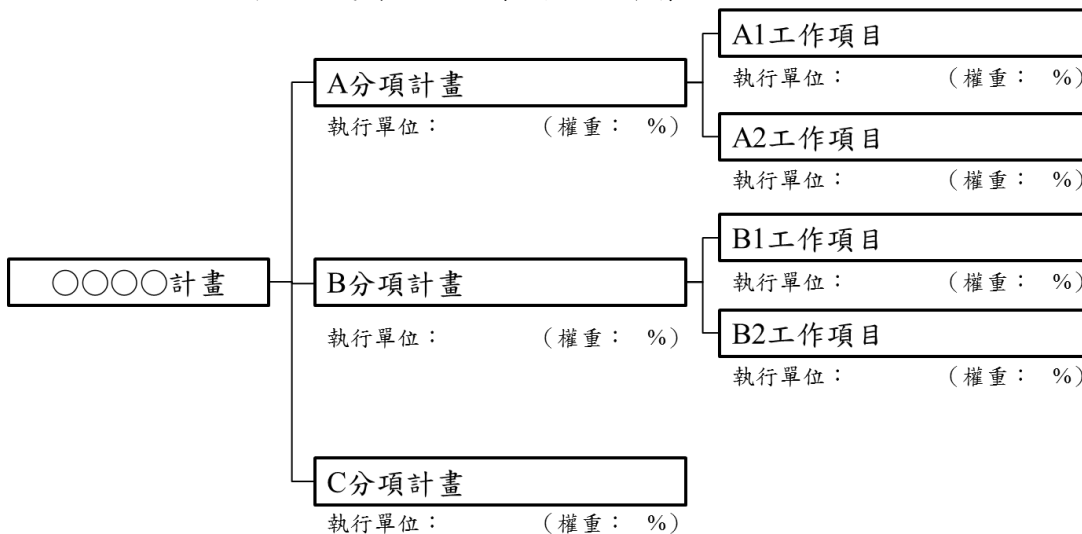 A1工作項目
執行單位： （權重： %）
A分項計畫
執行單位： （權重： %）
A2工作項目
執行單位： （權重： %）
B1工作項目
執行單位： （權重： %）
○○○○計畫
B分項計畫
執行單位： （權重： %）
B2工作項目
執行單位： （權重： %）
C分項計畫
執行單位： （權重： %）